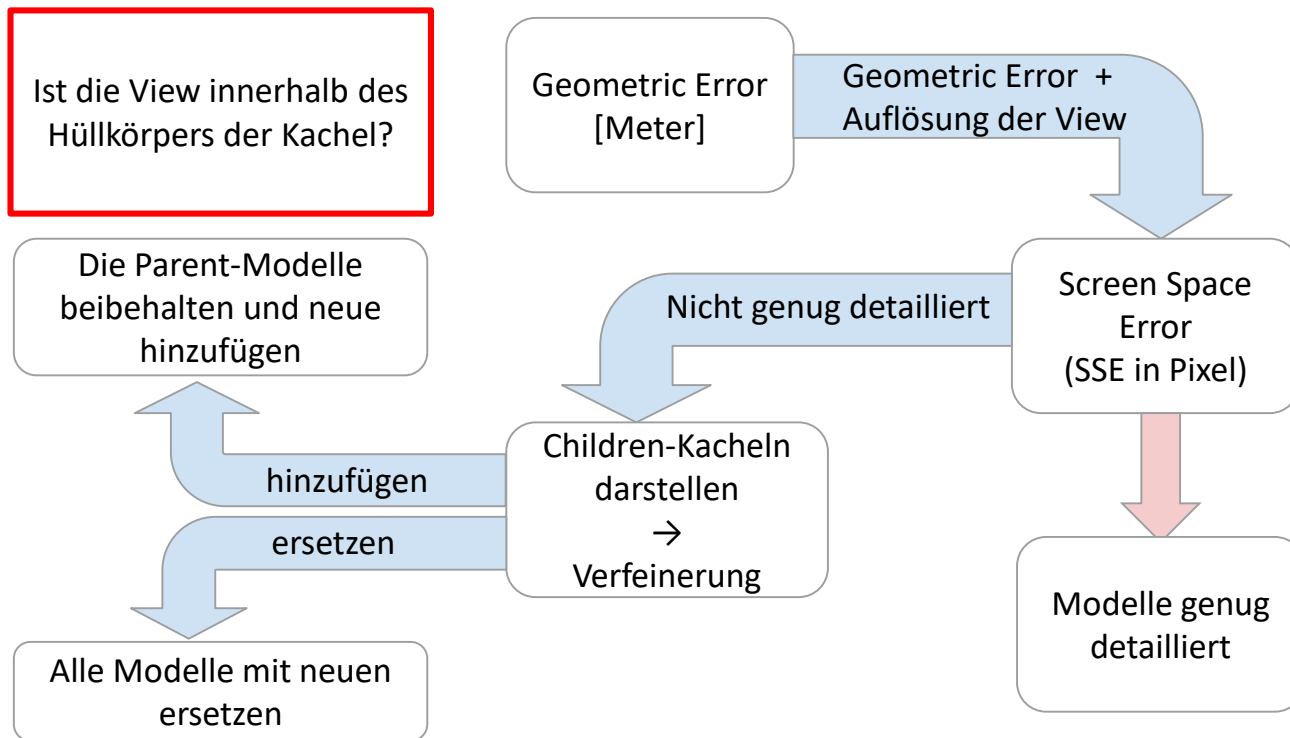 Ist die View innerhalb des
Hüllkörpers der Kachel?
Geometric Error
[Meter]
Geometric Error +
Auflösung der View
Die Parent-Modelle
beibehalten und neue
hinzufügen
Nicht genug detailliert
Screen Space
Error
(SSE in Pixel)
hinzufügen
ersetzen
Children-Kacheln
darstellen
→
Verfeinerung
Modelle genug
detailliert
Alle Modelle mit neuen
ersetzen